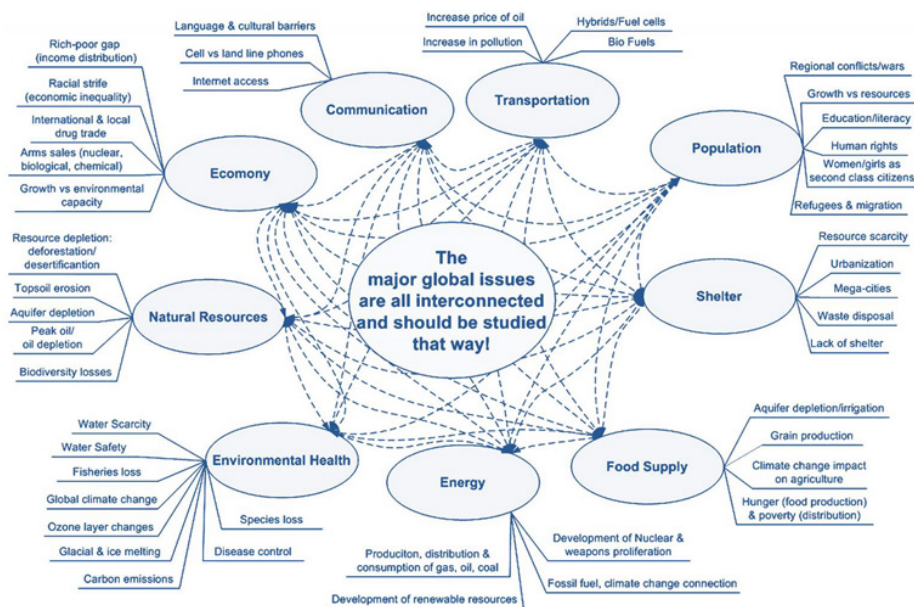 Language & cultural barriers
Cell vs land line phones
Internet access
Communication
Increase price of oil
Increase in pollution
Hybrids/Fuel cells
Bio Fuels
Transportation
Rich-poor gap
(income distribution)
Racial strife
(economic inequality)
International & local
drug trade
Arms sales (nuclear,
biological, chemical)
Growth vs environmental
capacity
Ecomony
Regional conflicts/wars
Growth vs resources
Education/literacy
Human rights
Women/girls as
second class citizens
Refugees & migration
Population
The
major global issues
are all interconnected
and should be studied
that way!
Resource depletion:
deforestation/
desertificantion
Topsoil erosion
Aquifer depletion
Peak oil/
oil depletion
Biodiversity losses
Natural Resources
Resource scarcity
Urbanization
Mega-cities
Waste disposal
Lack of shelter
Shelter
Water Scarcity
Water Safety
Fisheries loss
Global climate change
Ozone layer changes
Glacial & ice melting
Carbon emissions
Species loss
Disease control
Environmental Health
Energy
Produciton, distribution &
consumption of gas, oil, coal
Development of renewable resources
Development of Nuclear &
weapons proliferation
Fossil fuel, climate change connection
Food Supply
Aquifer depletion/irrigation
Grain production
Climate change impact
on agriculture
Hunger (food production)
& poverty (distribution)